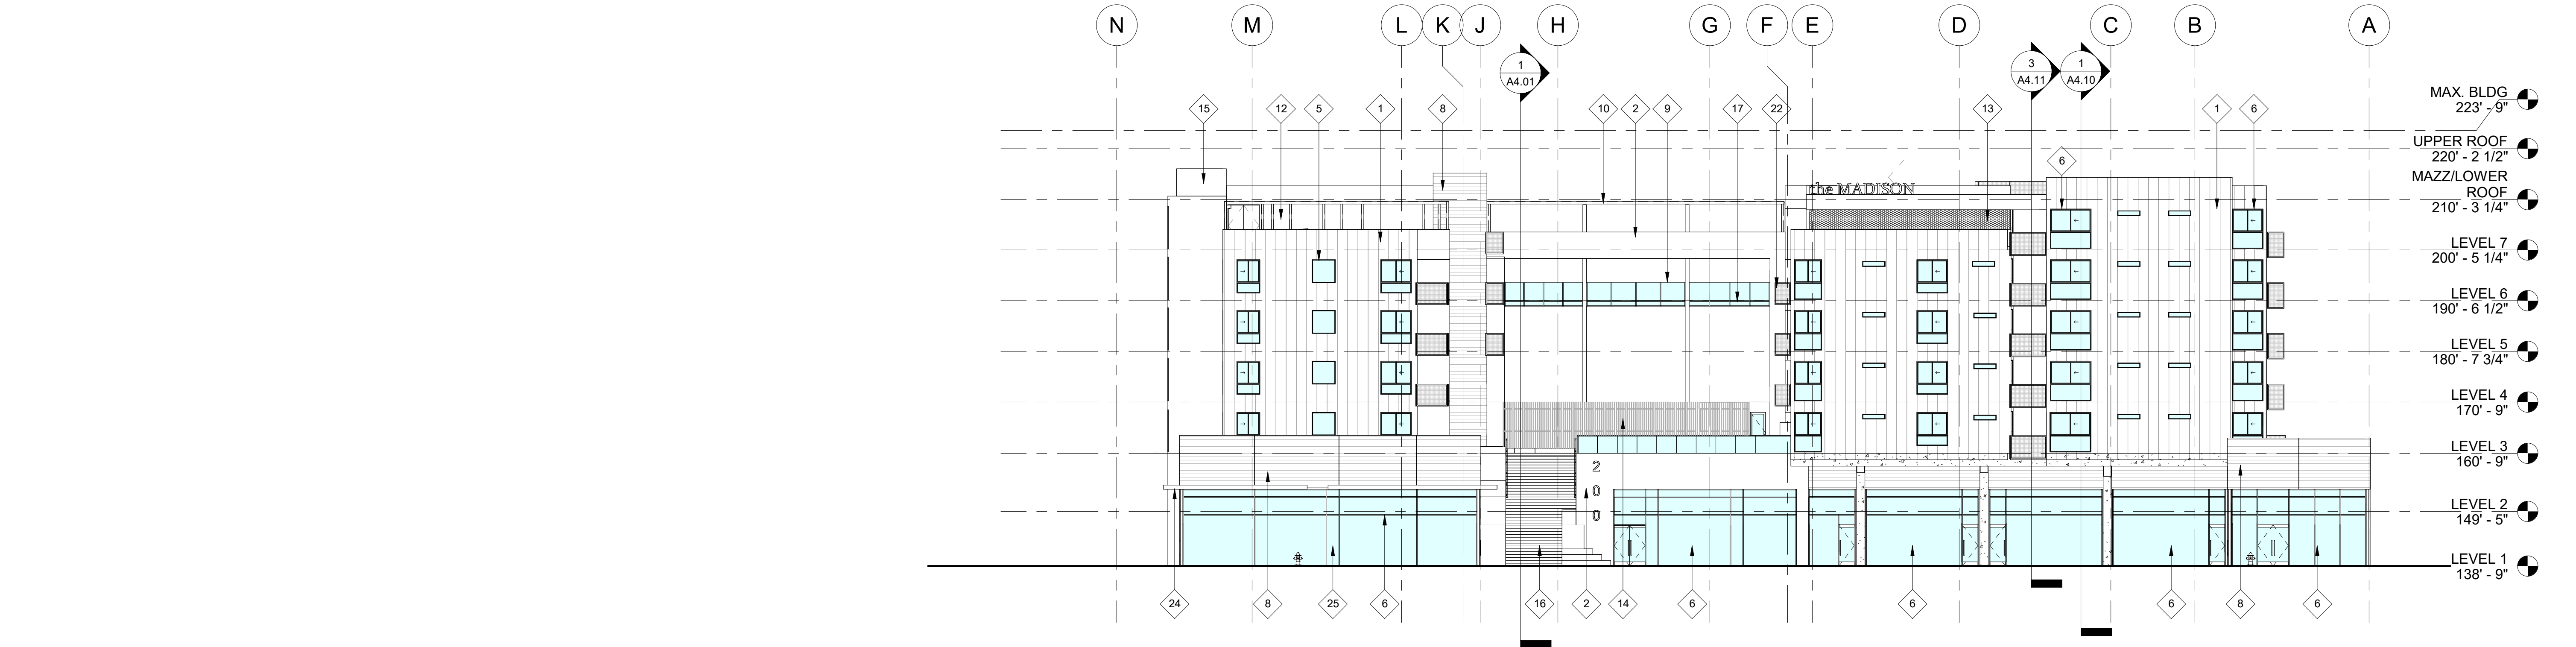 N
M
L
K
J
H
G
F
E
D
C
B
A
1
A4.01
3
A4.11
1
A4.10
15
12
5
1
8
10
2
9
17
22
13
1
6
6
MAX. BLDG
223' - 9"
UPPER ROOF
220' - 2 1/2"
MAZZ/LOWER
ROOF
210' - 3 1/4"
LEVEL 7
200' - 5 1/4"
LEVEL 6
190' - 6 1/2"
LEVEL 5
180' - 7 3/4"
LEVEL 4
170' - 9"
LEVEL 3
160' - 9"
LEVEL 2
149' - 5"
LEVEL 1
138' - 9"
the MADISON
2
0
0
24
8
25
6
16
2
14
6
6
6
8
6